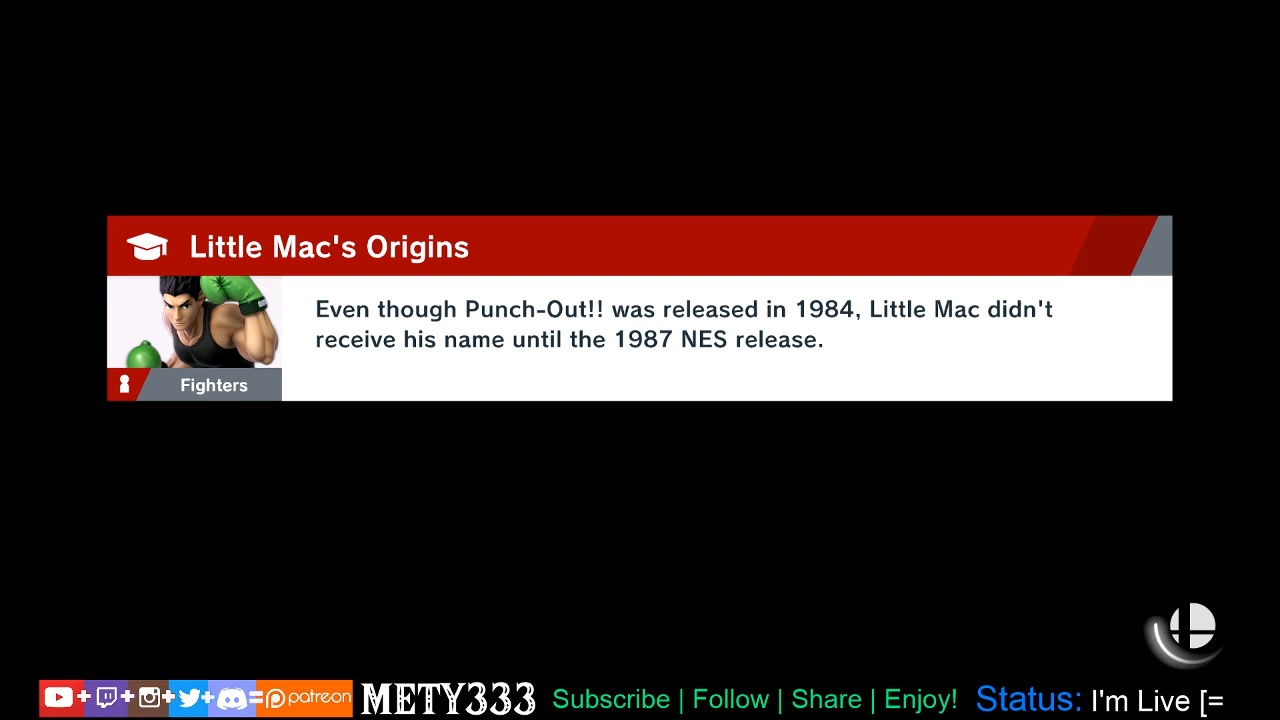 Little Mac's Origins
Even though Punch-Out!! was released in 1984, Little Mac didn't
receive his name until the 1987 NES release.
Fighters
+ + + + = patreon METY333 Subscribe | Follow | Share | Enjoy! Status: I'm Live [=